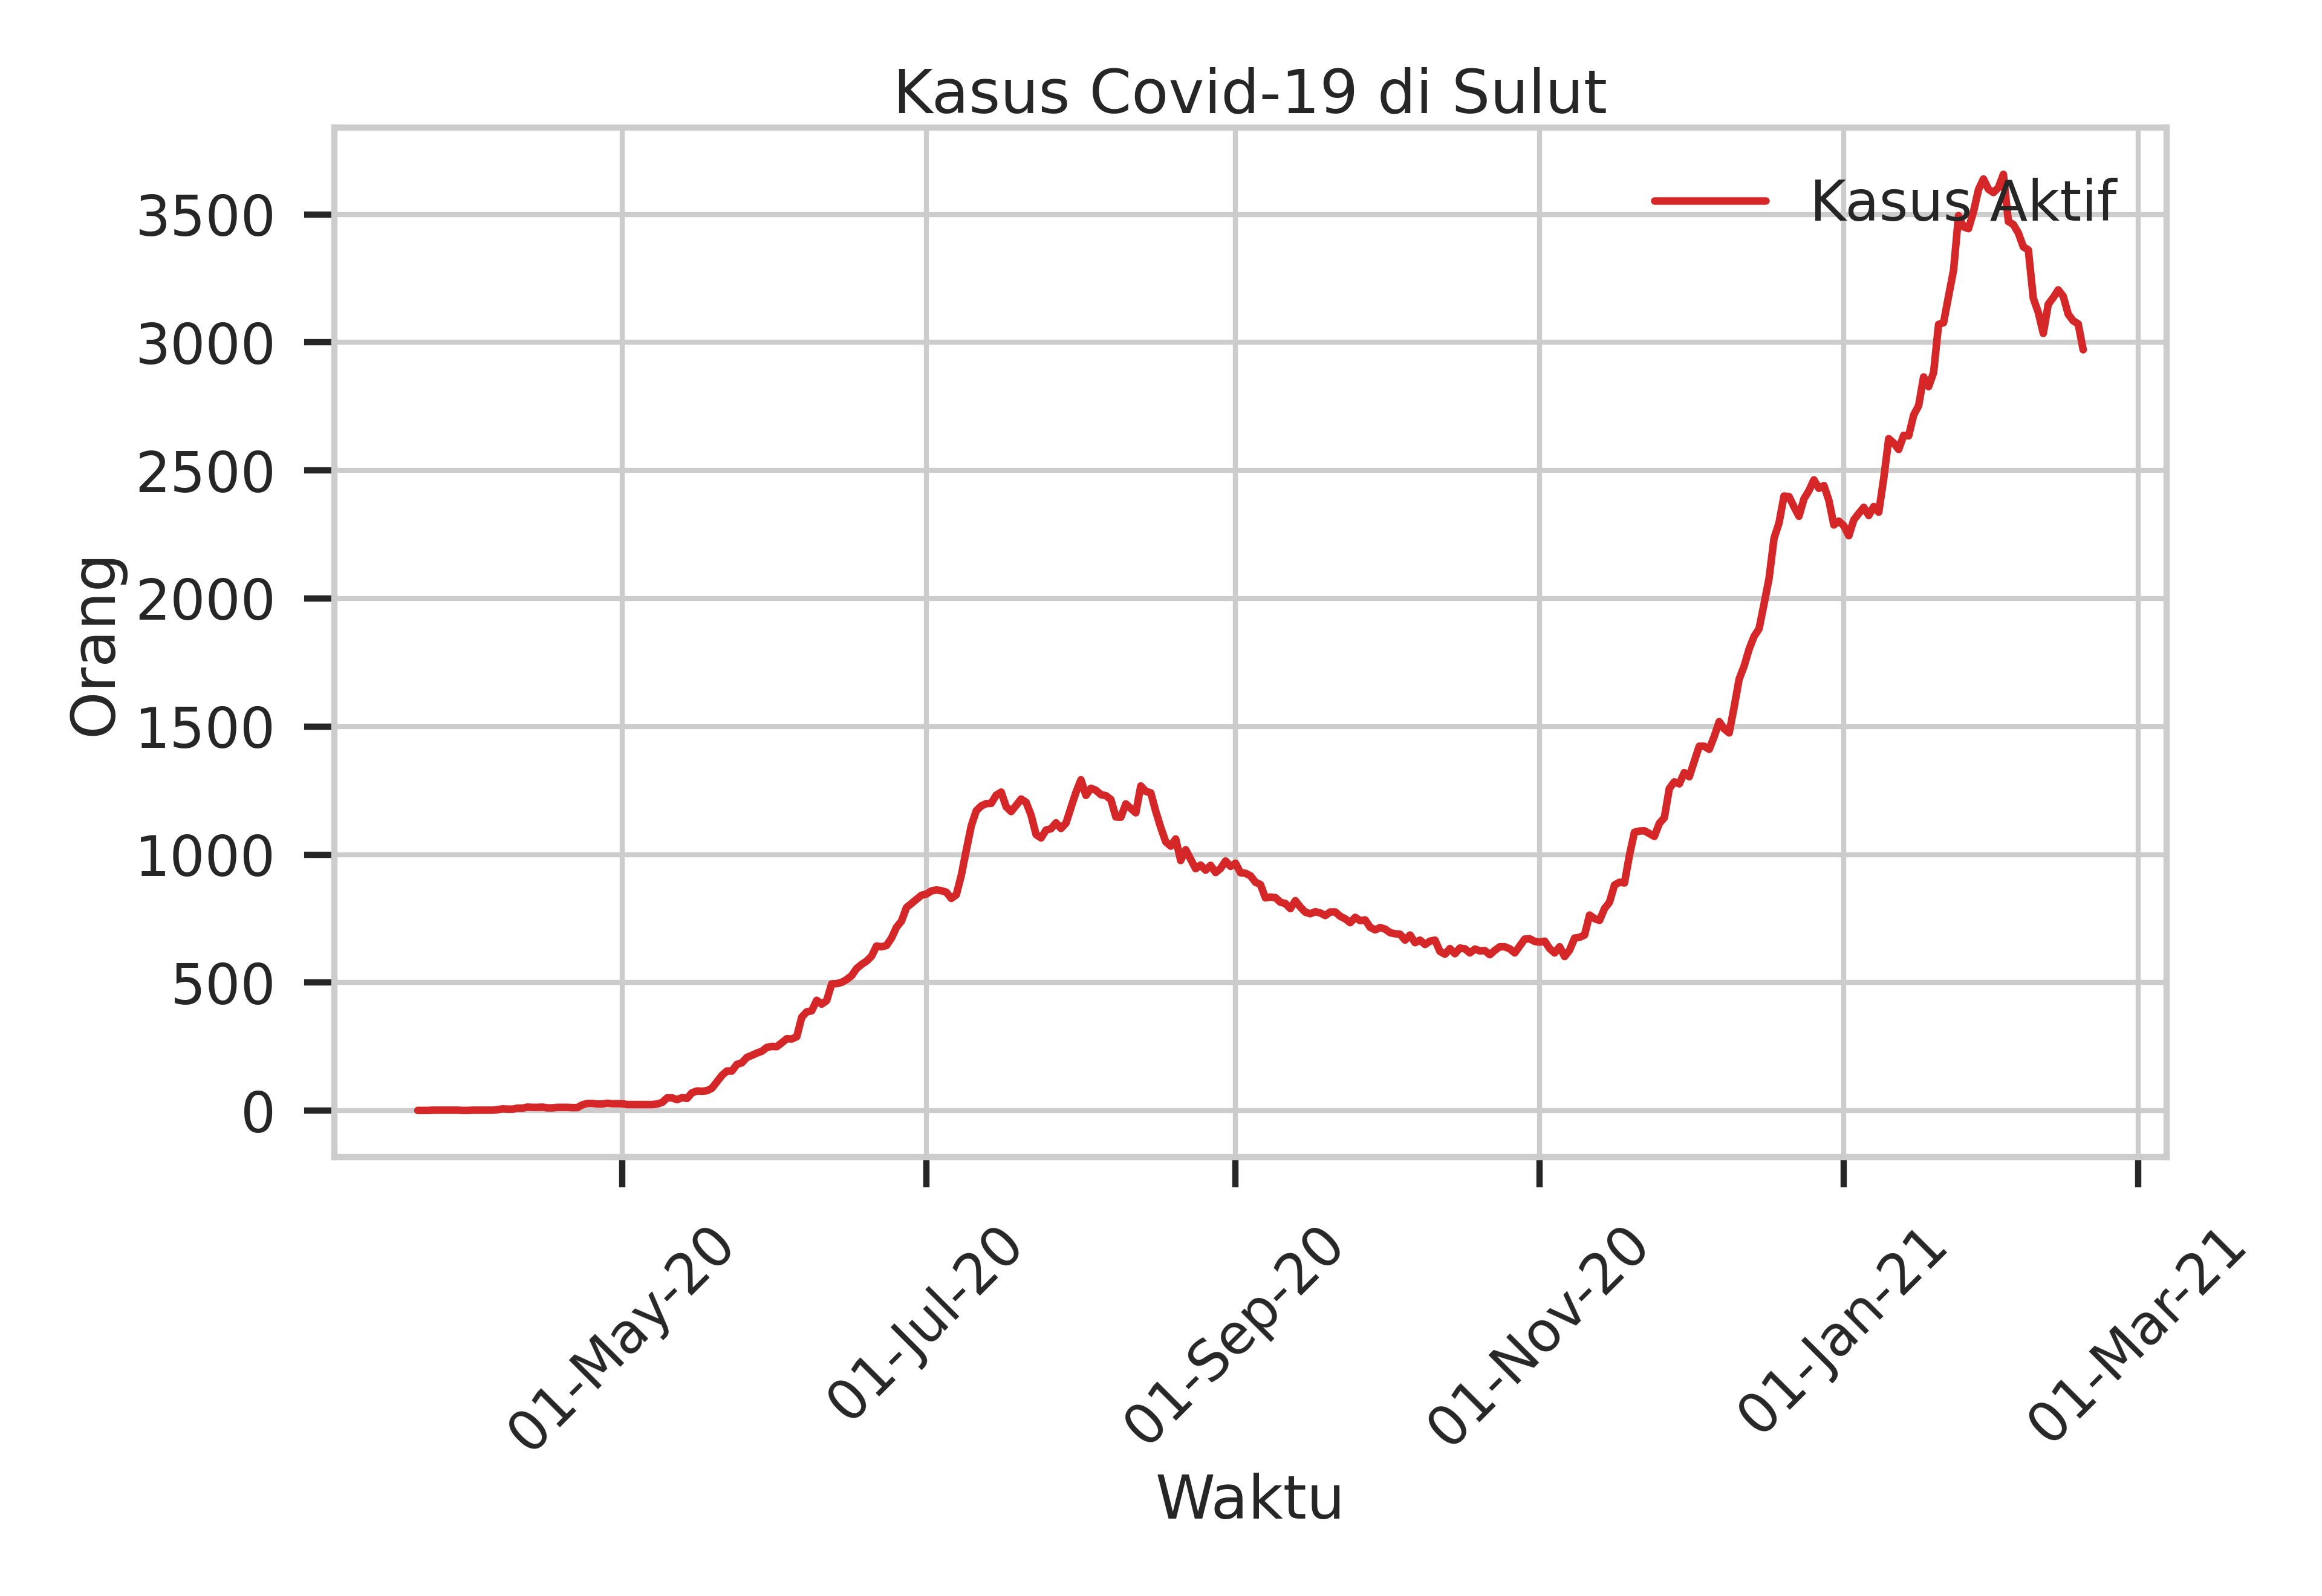 Kasus Covid-19 di Sulut
Kasus Aktif
3500
3000
2500
2000
1500
1000
500
0
Orang
01-May-20
01-Jul-20
01-Sep-20
01-Nov-20
01-Jan-21
01-Mar-21
Waktu